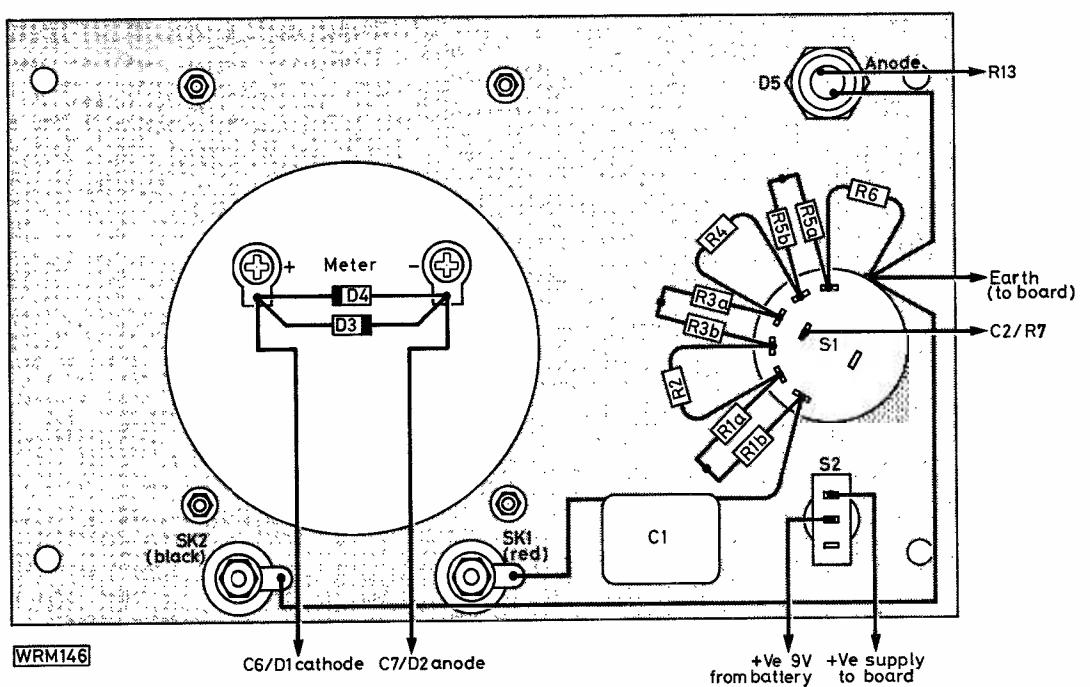 Anode
D5
R13
R6
R5a
R5b
R4
+ Meter -
D4
D3
Earth
(to board)
R3a
R3b
C2/R7
S1
R2
R1a
R1b
S2
SK2
(black)
SK1
(red)
C1
WRM146
C6/D1 cathode
C7/D2 anode
+Ve 9V
from battery
+Ve supply
to board